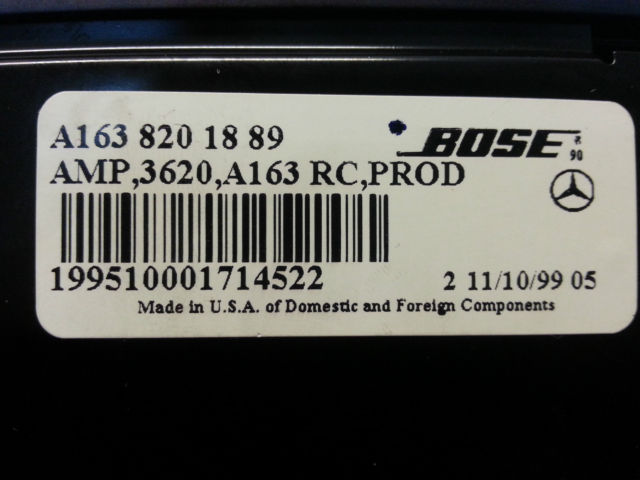 A163 820 18 89
BOSE ®
90
AMP,3620,A163 RC,PROD
199510001714522
2 11/10/99 05
Made in U.S.A. of Domestic and Foreign Components